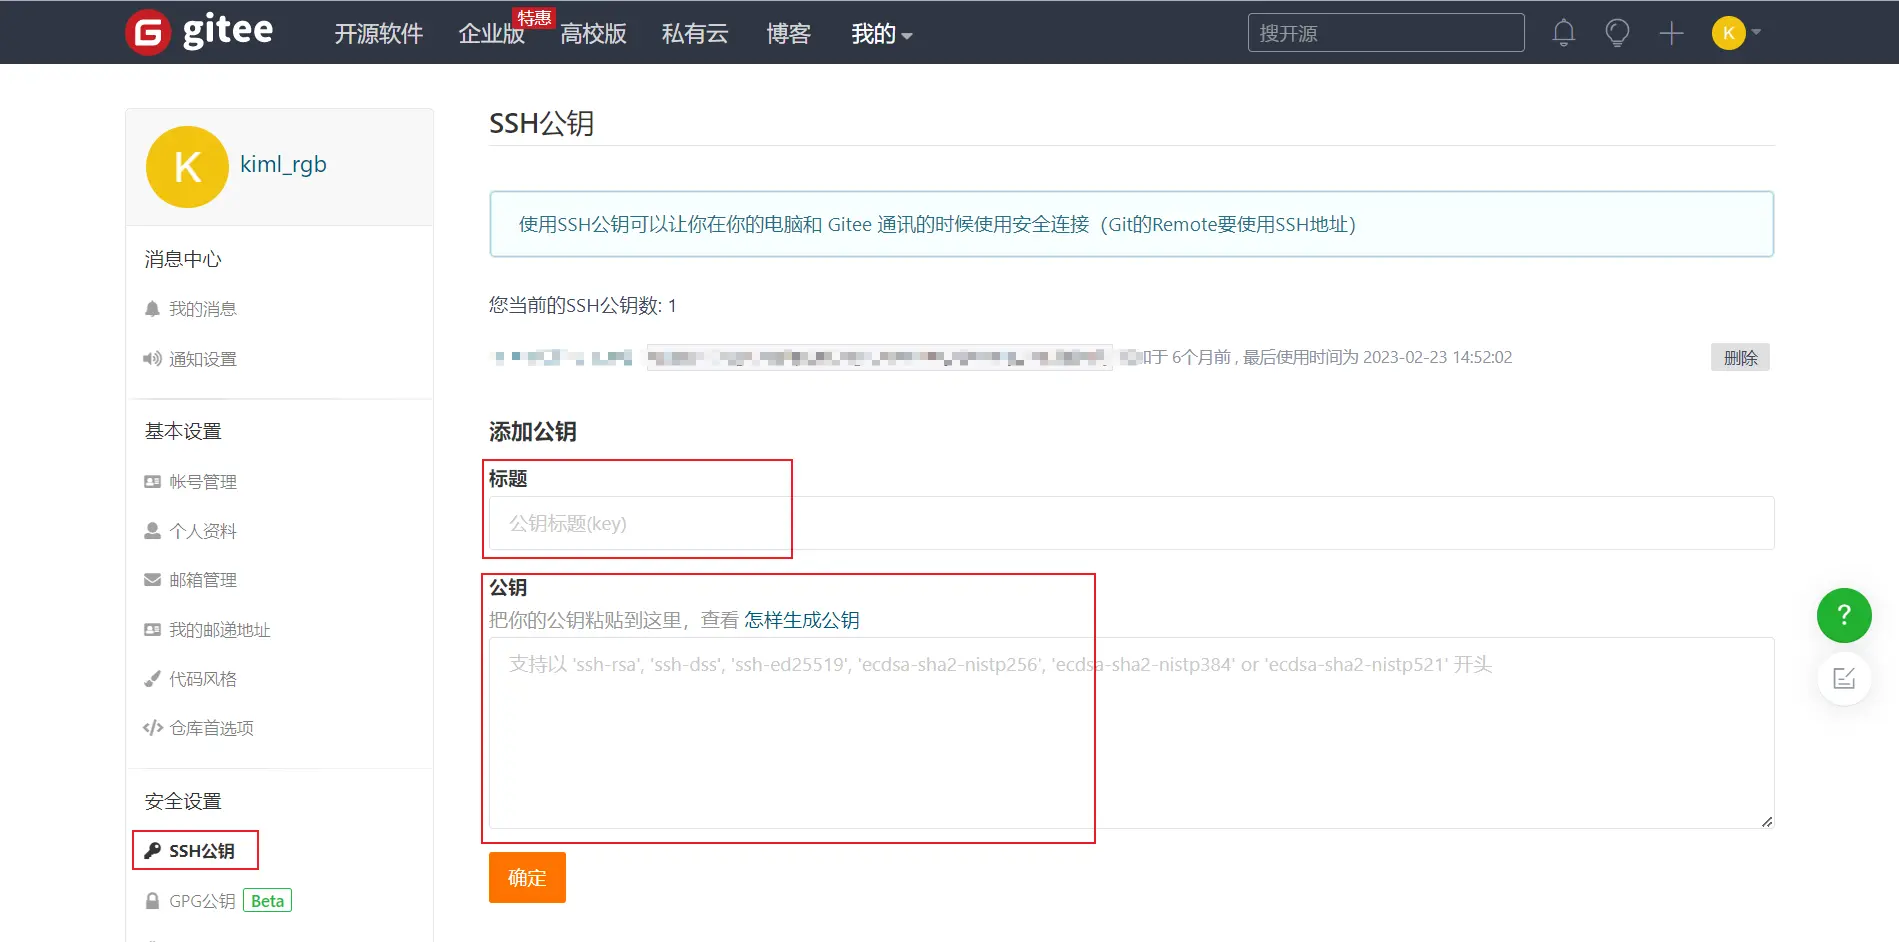 gitee 开源软件 企业版 特惠 高校版 私有云 博客 我的 搜开源 K
K kiml_rgb
消息中心
我的消息
通知设置
基本设置
帐号管理
个人资料
邮箱管理
我的邮递地址
代码风格
仓库首选项
安全设置
SSH公钥
GPG公钥 Beta
SSH公钥
使用SSH公钥可以让你在你的电脑和 Gitee 通讯的时候使用安全连接（Git的Remote要使用SSH地址）
您当前的SSH公钥数: 1
于 6个月前 , 最后使用时间为 2023-02-23 14:52:02 删除
添加公钥
标题
公钥标题(key)
公钥
把你的公钥粘贴到这里，查看 怎样生成公钥
支持以 'ssh-rsa', 'ssh-dss', 'ssh-ed25519', 'ecdsa-sha2-nistp256', 'ecdsa-sha2-nistp384' or 'ecdsa-sha2-nistp521' 开头
确定
?